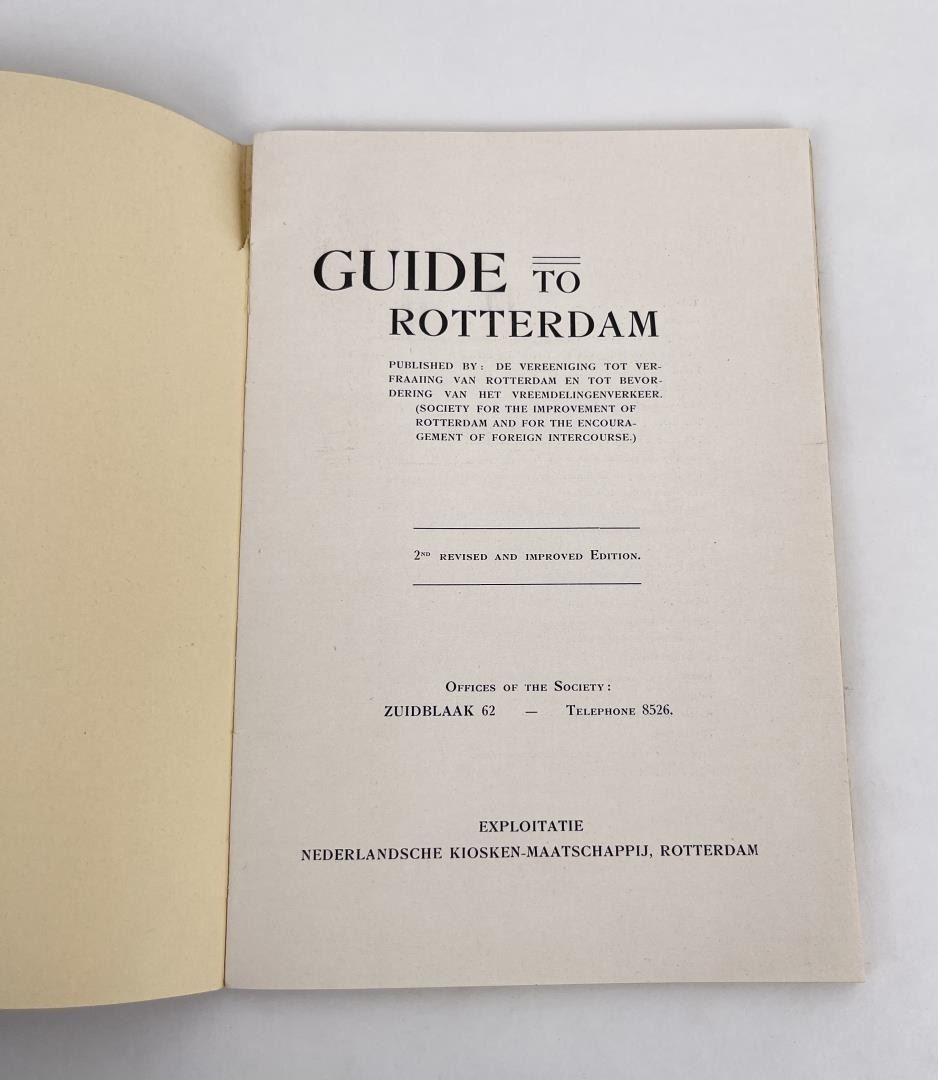 GUIDE TO
ROTTERDAM
PUBLISHED BY: DE VEREENIGING TOT VER-
FRAAIING VAN ROTTERDAM EN TOT BEVOR-
DERING VAN HET VREEMDELINGENVERKEER.
(SOCIETY FOR THE IMPROVEMENT OF
ROTTERDAM AND FOR THE ENCOURA-
GEMENT OF FOREIGN INTERCOURSE.)
2ND REVISED AND IMPROVED EDITION.
OFFICES OF THE SOCIETY:
ZUIDBLAAK 62 — TELEPHONE 8526.
EXPLOITATIE
NEDERLANDSCHE KIOSKEN-MAATSCHAPPIJ, ROTTERDAM